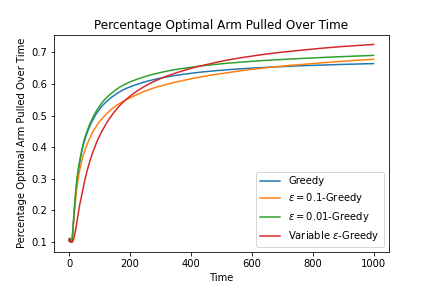 Percentage Optimal Arm Pulled Over Time
Percentage Optimal Arm Pulled Over Time
0.7
0.6
0.5
0.4
0.3
0.2
0.1
Greedy
ε = 0.1-Greedy
ε = 0.01-Greedy
Variable ε-Greedy
0 200 400 600 800 1000
Time